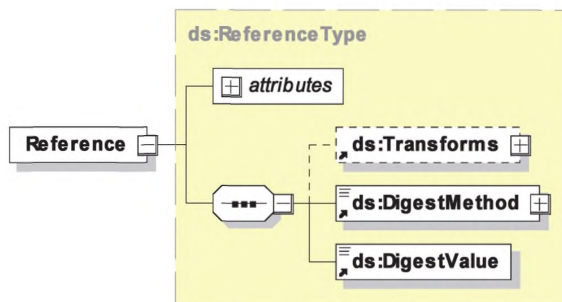 ds:ReferenceType
attributes
Reference
ds:Transforms
ds:DigestMethod
ds:DigestValue